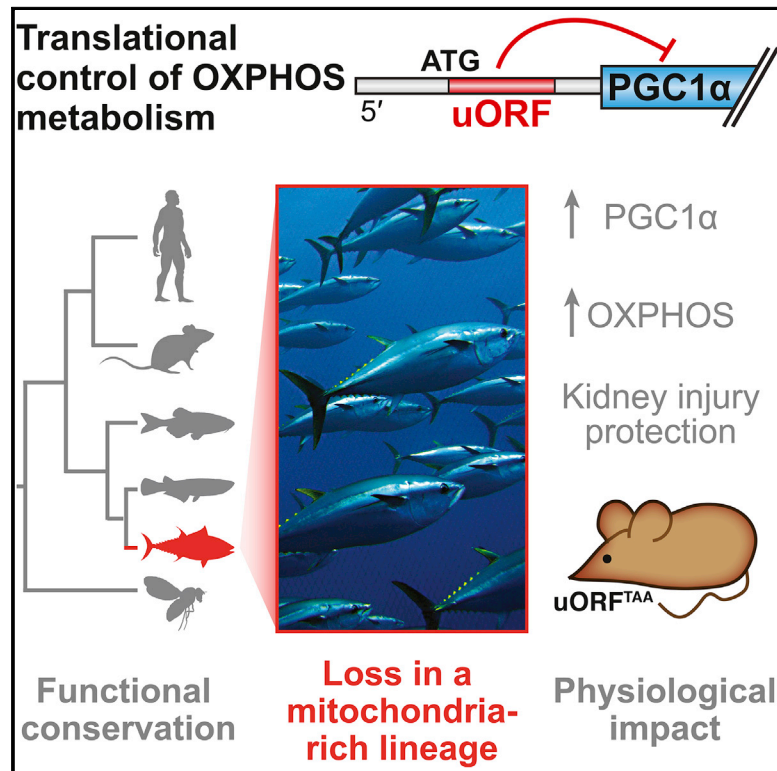 Translational
control of OXPHOS
metabolism
ATG
5′
uORF
PGC1α
↑ PGC1α
↑ OXPHOS
Kidney injury
protection
uORFTAA
Functional
conservation
Loss in a
mitochondria-
rich lineage
Physiological
impact